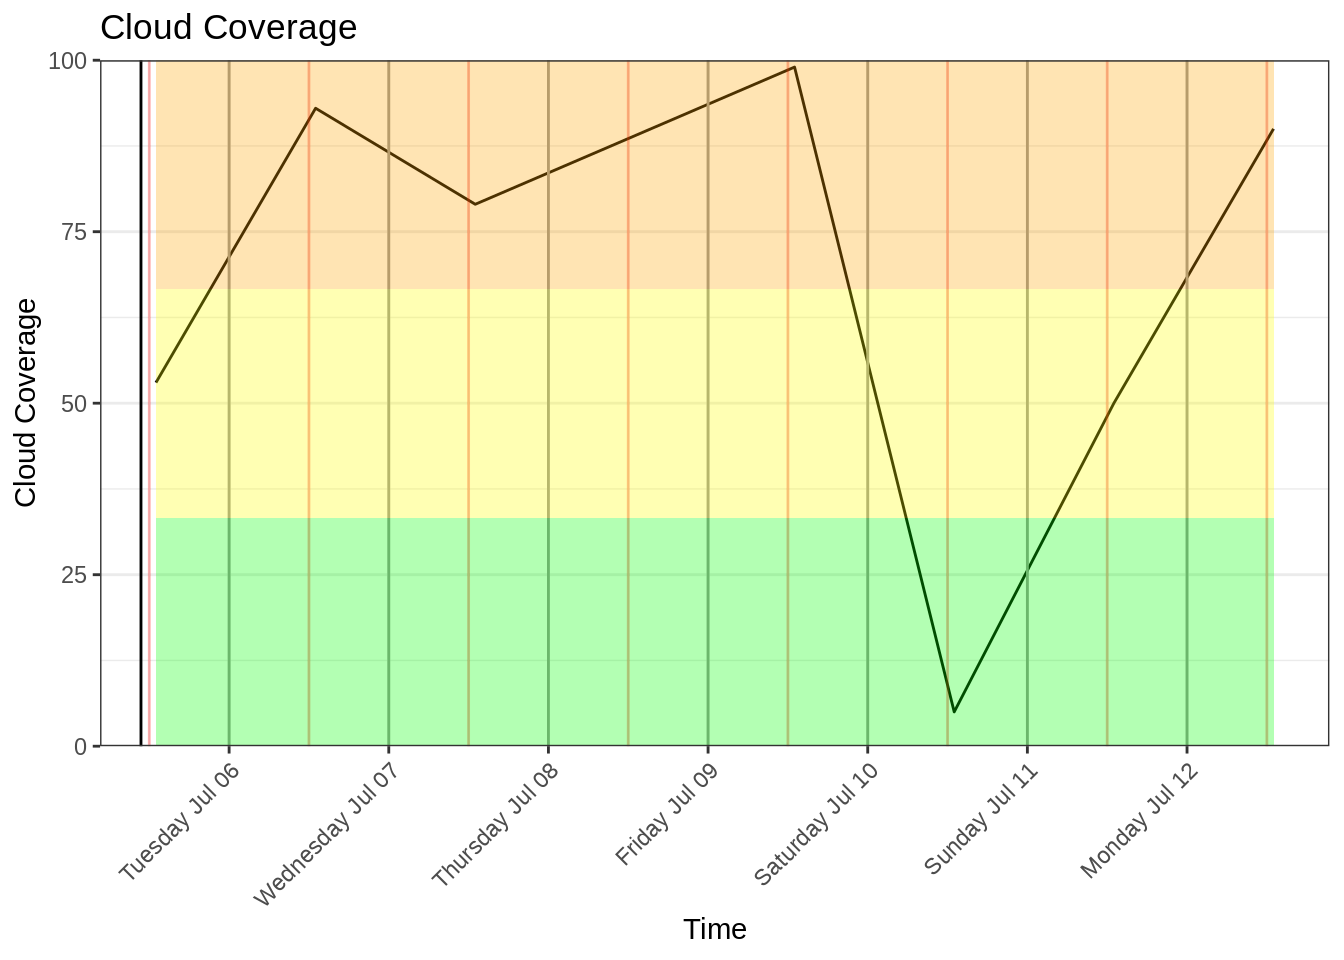 Cloud Coverage
100
75
50
25
0
Cloud Coverage
Tuesday Jul 06
Wednesday Jul 07
Thursday Jul 08
Friday Jul 09
Saturday Jul 10
Sunday Jul 11
Monday Jul 12
Time